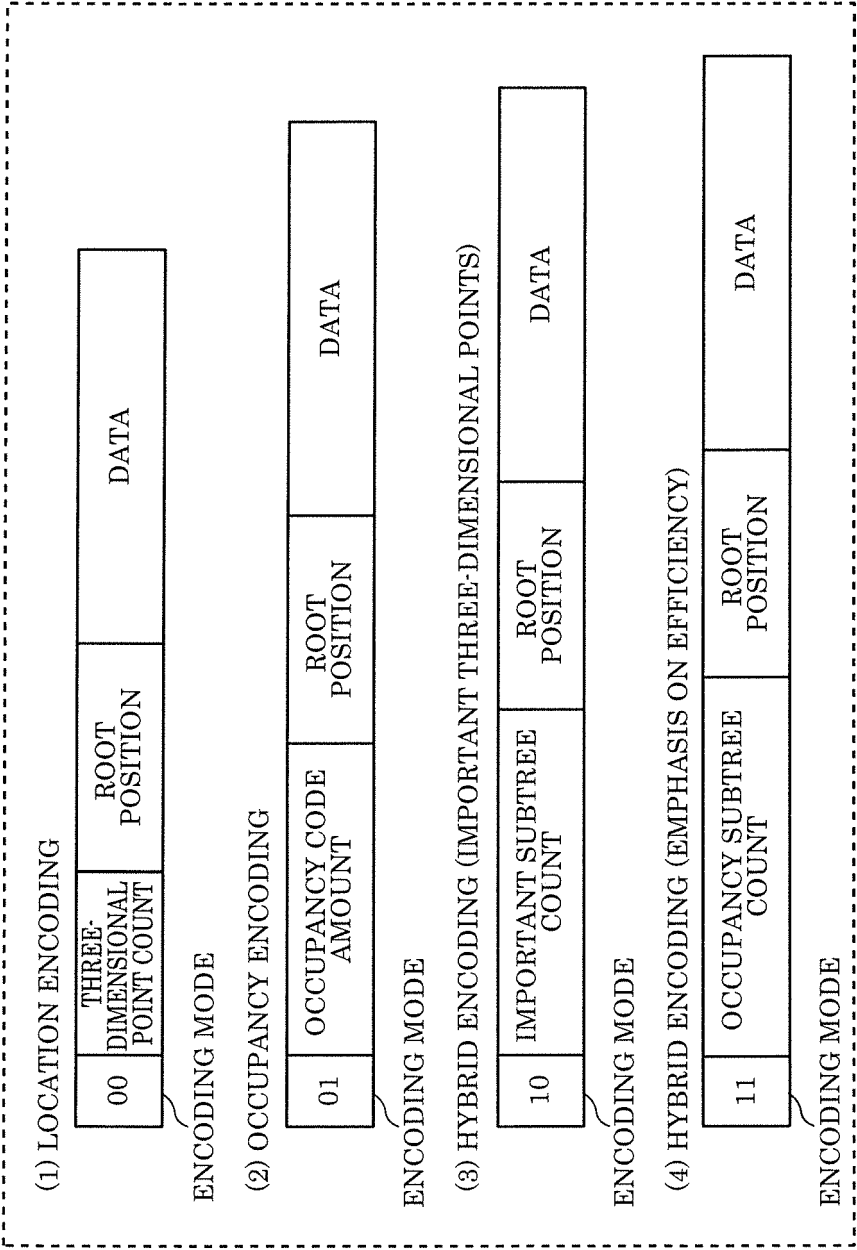 (1) LOCATION ENCODING
00
THREE-
DIMENSIONAL
POINT COUNT
ROOT
POSITION
DATA
ENCODING MODE
(2) OCCUPANCY ENCODING
01
OCCUPANCY CODE
AMOUNT
ROOT
POSITION
DATA
ENCODING MODE
(3) HYBRID ENCODING (IMPORTANT THREE-DIMENSIONAL POINTS)
10
IMPORTANT SUBTREE
COUNT
ROOT
POSITION
DATA
ENCODING MODE
(4) HYBRID ENCODING (EMPHASIS ON EFFICIENCY)
11
OCCUPANCY SUBTREE
COUNT
ROOT
POSITION
DATA
ENCODING MODE